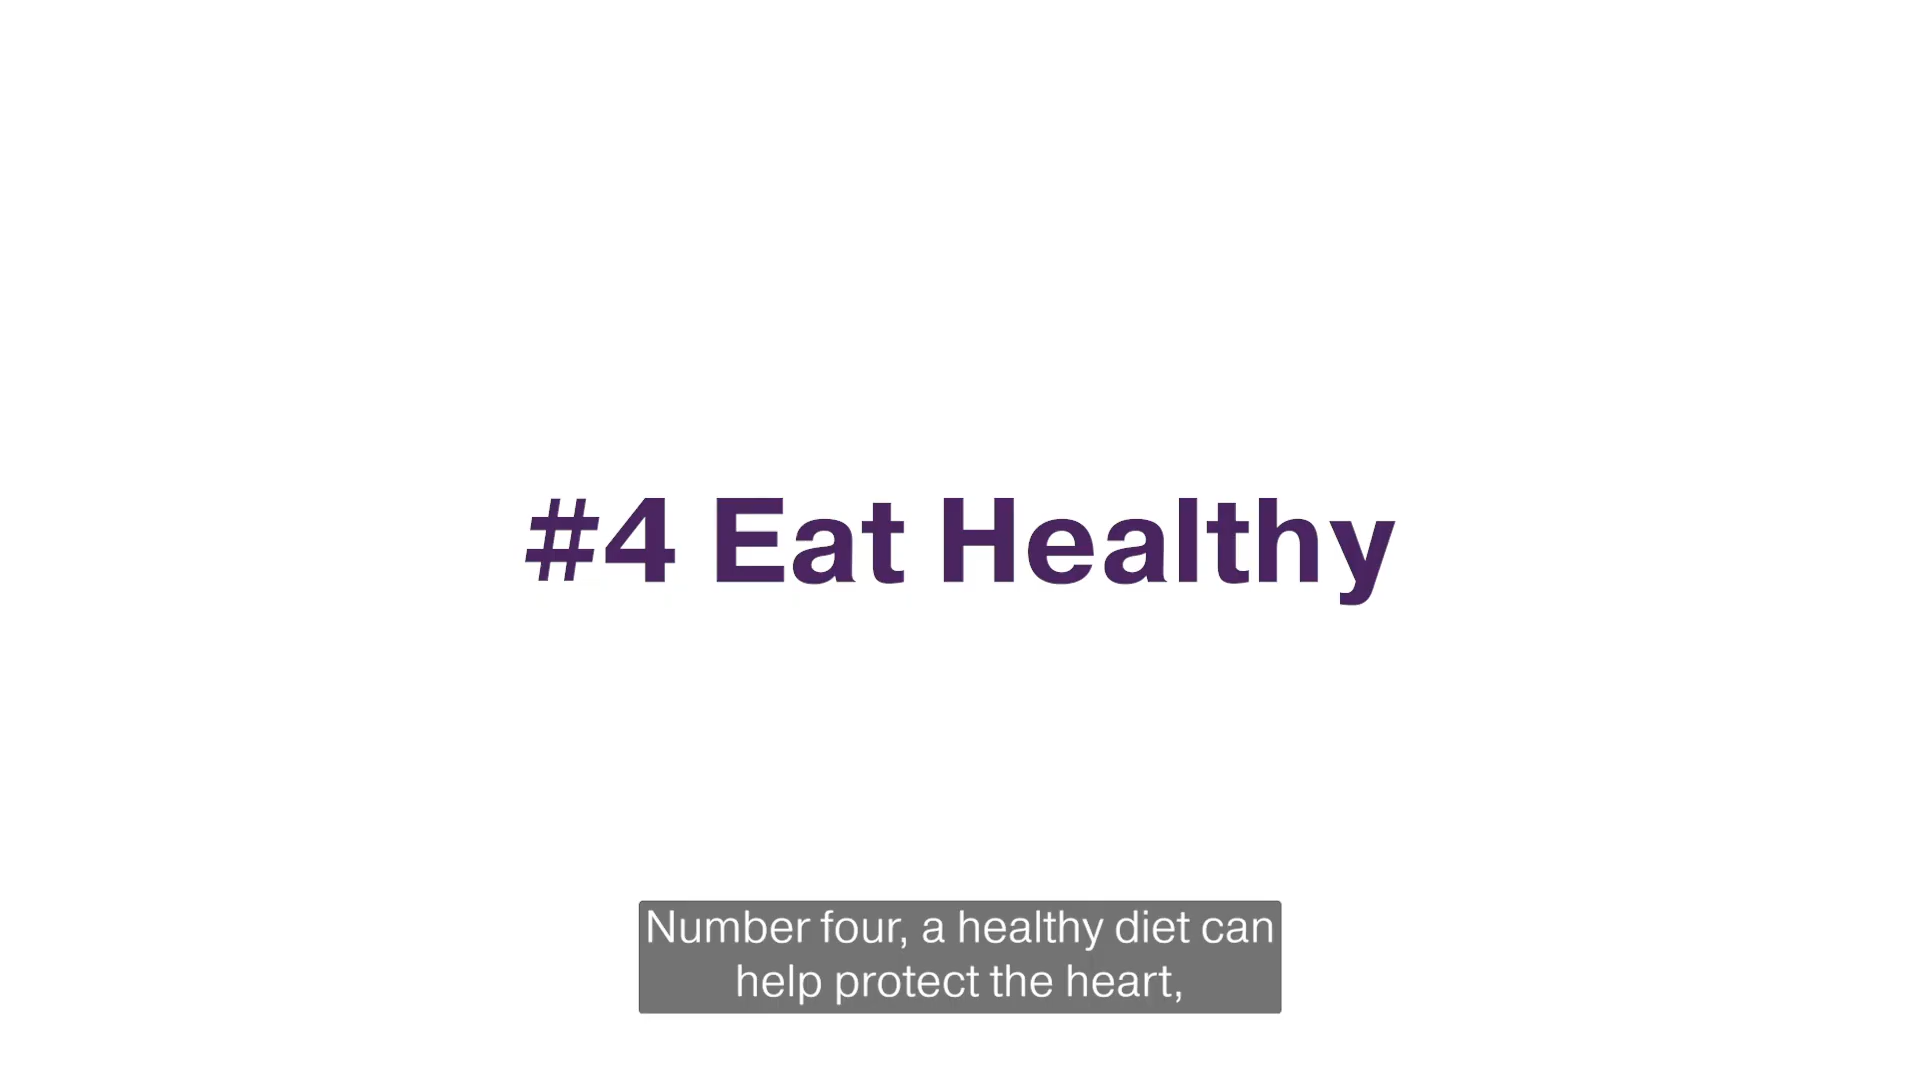 #4 Eat Healthy
Number four, a healthy diet can
help protect the heart,